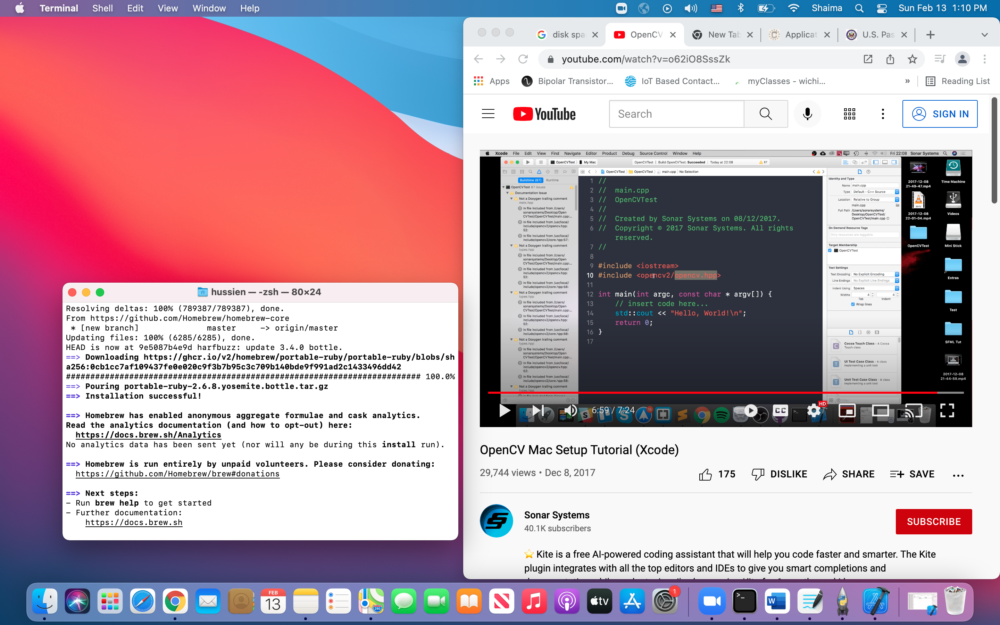 Terminal Shell Edit View Window Help
Shaima Sun Feb 13 1:10 PM
disk spa OpenCV New Tab Applicat U.S. Pas
youtube.com/watch?v=o62iO8SssZk
Apps Bipolar Transistor... IoT Based Contact... myClasses - wichi... » Reading List
YouTube Search SIGN IN
Xcode File Edit View Find Navigate Editor Product Debug Source Control Window Help Fri 22:08 Sonar Systems
OpenCVTest My Mac OpenCVTest | Build OpenCVTest: Succeeded | Today at 22:08 87
OpenCVTest OpenCVTest main.cpp No Selection
Buildtime (87) Runtime
OpenCVTest 87 issues
Documentation Issue
Not a Doxygen trailing comment
matx.hpp
In file included from /Users/
sonarsystems/Desktop/Open
CVTest/OpenCVTest/main.cpp:...
In file included from /usr/local/
include/opencv2/opencv.hpp:
52:
In file included from /usr/local/
include/opencv2/core.hpp:57:
Not a Doxygen trailing comment
types.hpp
In file included from /Users/
sonarsystems/Desktop/Open
CVTest/OpenCVTest/main.cpp:...
In file included from /usr/local/
include/opencv2/opencv.hpp:
52:
In file included from /usr/local/
include/opencv2/core.hpp:58:
Not a Doxygen trailing comment
types.hpp
In file included from /Users/
sonarsystems/Desktop/Open
CVTest/OpenCVTest/main.cpp:...
In file included from /usr/local/
include/opencv2/opencv.hpp:
52:
In file included from /usr/local/
include/opencv2/core.hpp:58:
Not a Doxygen trailing comment
types.hpp
In file included from /Users/
sonarsystems/Desktop/Open
CVTest/OpenCVTest/main.cpp:...
In file included from /usr/local/
include/opencv2/opencv.hpp:
52:
In file included from /usr/local/
include/opencv2/core.hpp:58:
Not a Doxygen trailing comment
types.hpp
1 //
2 // main.cpp
3 // OpenCVTest
4 //
5 // Created by Sonar Systems on 08/12/2017.
6 // Copyright © 2017 Sonar Systems. All rights
reserved.
7 //
8
9 #include <iostream>
10 #include <opencv2/opencv.hpp>
11
12 int main(int argc, const char * argv[]) {
13 // insert code here...
14 std::cout << "Hello, World!\n";
15 return 0;
16 }
17
Identity and Type
Name main.cpp
Type Default - C++ Source
Location Relative to Group
main.cpp
Full Path /Users/sonarsystems/
Desktop/OpenCVTest/
OpenCVTest/main.cpp
On Demand Resource Tags
Only resources are taggable
Target Membership
OpenCVTest
Text Settings
Text Encoding No Explicit Encoding
Line Endings No Explicit Line Endings
Indent Using Spaces
Widths 4 4
Tab Indent
Wrap lines
Cocoa Touch Class - A Cocoa
Touch class
UI Test Case Class - A class
implementing a unit test
Unit Test Case Class - A class
implementing a unit test
Filter
2017-12-08
21-49-47.mp4
Time Machine
M4V
2017-12-08
22-01-04.mp4
Videos
OpenCVTest
Mini Stick
Extras
Test
SFML Tut
2017-12-08
21-44-59.mp4
6:59 / 7:24 15 CC HD
OpenCV Mac Setup Tutorial (Xcode)
29,744 views • Dec 8, 2017
175 DISLIKE SHARE SAVE ...
Sonar Systems
40.1K subscribers
SUBSCRIBE
Kite is a free AI-powered coding assistant that will help you code faster and smarter. The Kite
plugin integrates with all the top editors and IDEs to give you smart completions and
hussien — -zsh — 80×24
Resolving deltas: 100% (789387/789387), done.
From https://github.com/Homebrew/homebrew-core
* [new branch] master -> origin/master
Updating files: 100% (6285/6285), done.
HEAD is now at 9e5087b4e9d harfbuzz: update 3.4.0 bottle.
==> Downloading https://ghcr.io/v2/homebrew/portable-ruby/portable-ruby/blobs/sh
a256:0cb1cc7af109437fe0e020c9f3b7b95c3c709b140bde9f991ad2c1433496dd42
######################################################################### 100.0%
==> Pouring portable-ruby-2.6.8.yosemite.bottle.tar.gz
==> Installation successful!
==> Homebrew has enabled anonymous aggregate formulae and cask analytics.
Read the analytics documentation (and how to opt-out) here:
https://docs.brew.sh/Analytics
No analytics data has been sent yet (nor will any be during this install run).
==> Homebrew is run entirely by unpaid volunteers. Please consider donating:
https://github.com/Homebrew/brew#donations
==> Next steps:
- Run brew help to get started
- Further documentation:
https://docs.brew.sh
FEB
13
280
tv
1
W